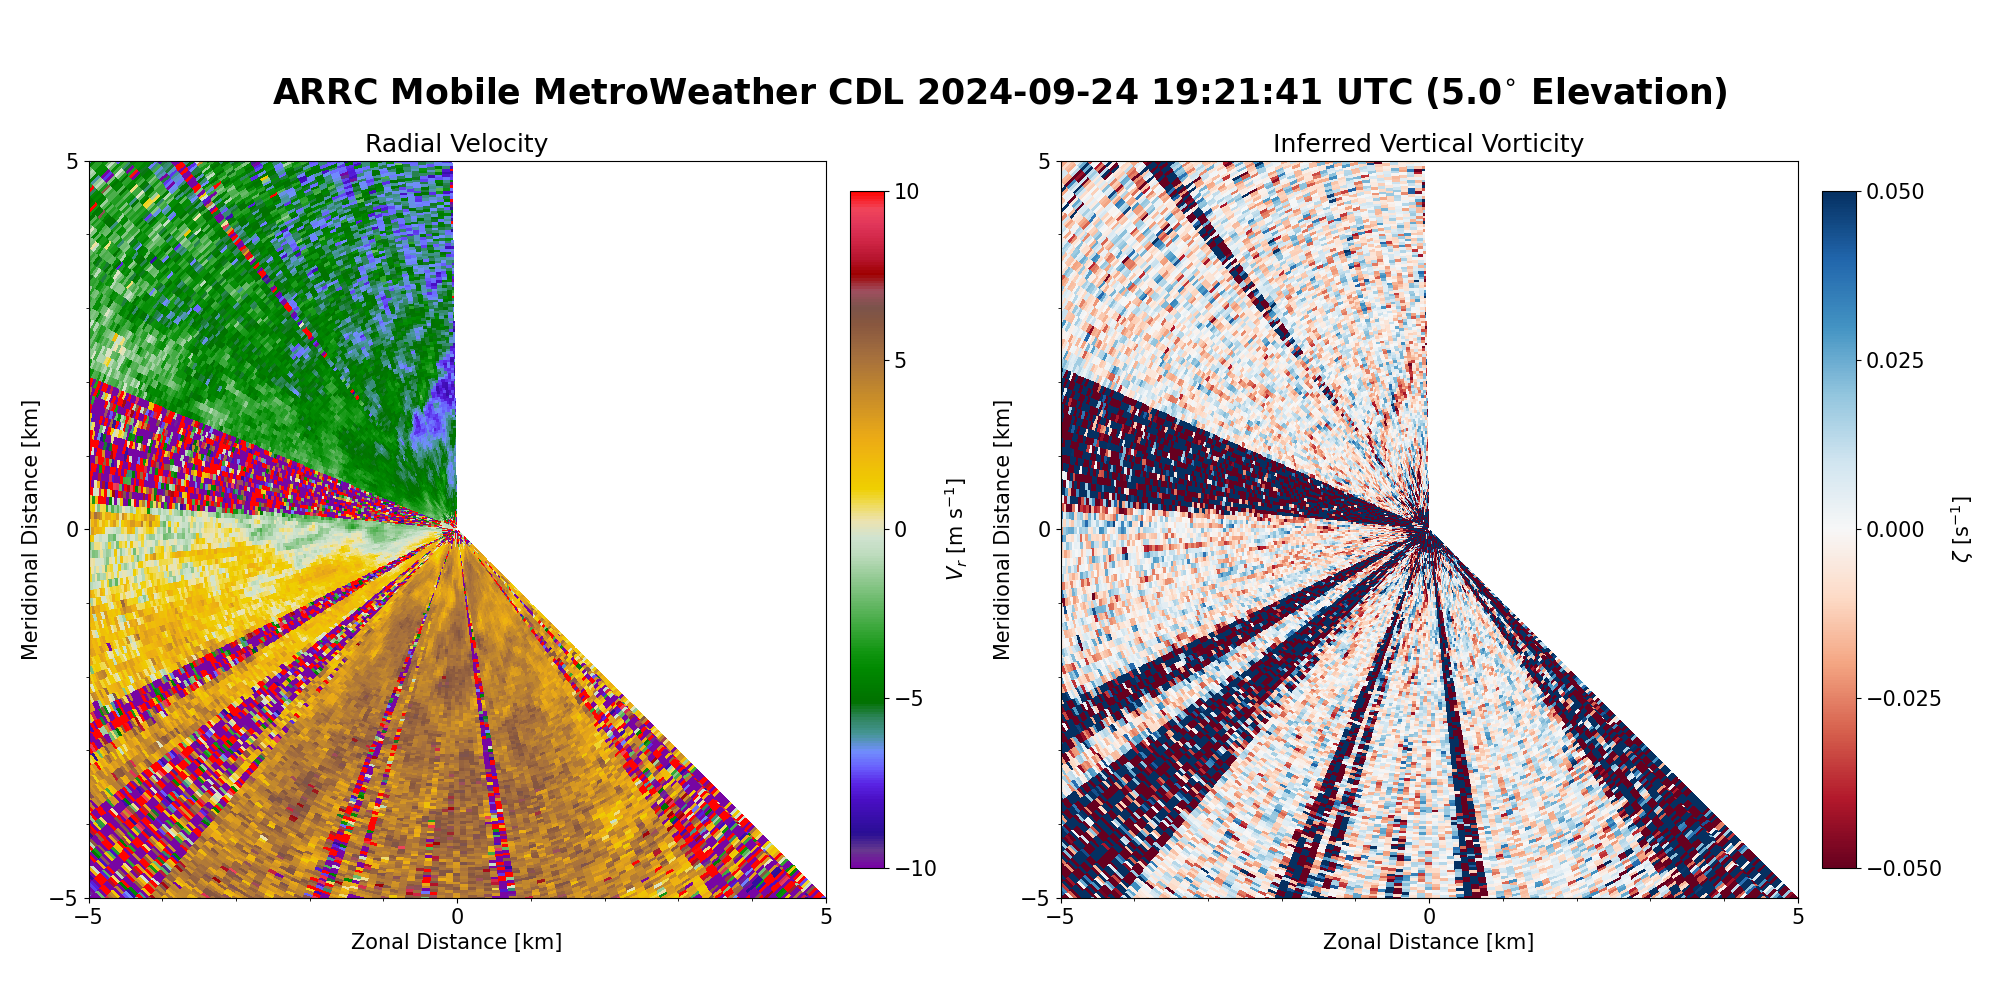 ARRC Mobile MetroWeather CDL 2024-09-24 19:21:41 UTC (5.0° Elevation)
Radial Velocity
5
0
−5
−5
0
5
Meridional Distance [km]
Zonal Distance [km]
10
5
0
−5
−10
V_r [m s⁻¹]
Inferred Vertical Vorticity
5
0
−5
−5
0
5
Meridional Distance [km]
Zonal Distance [km]
0.050
0.025
0.000
−0.025
−0.050
ζ [s⁻¹]